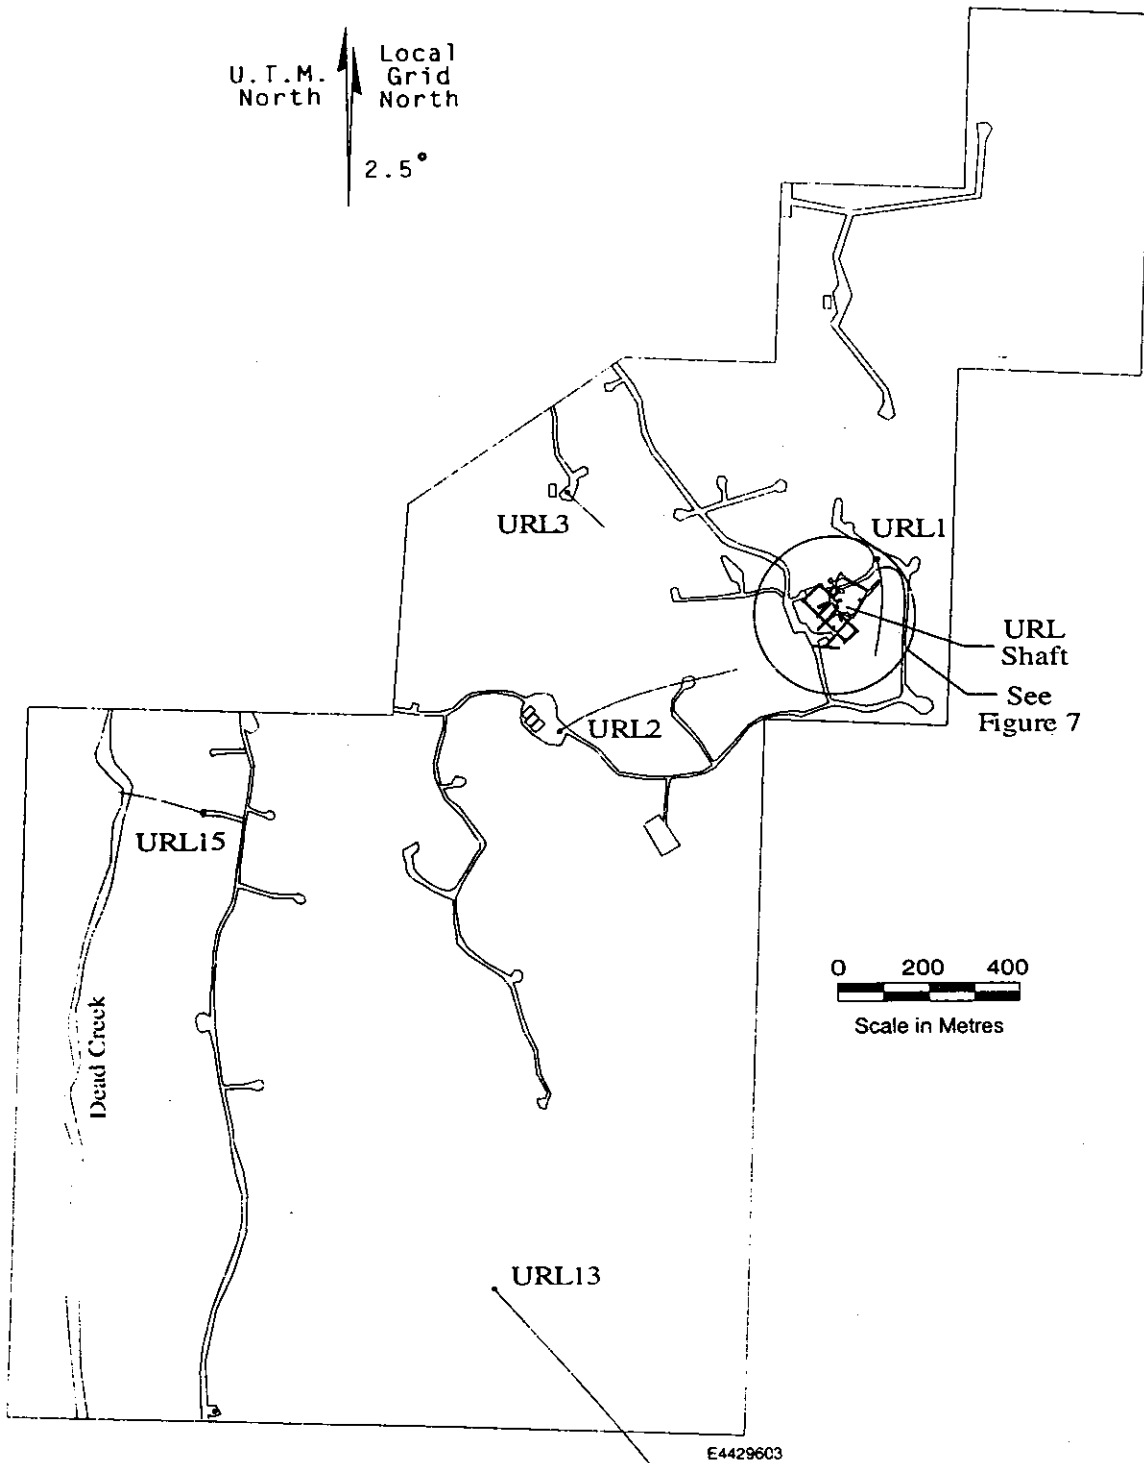 U.T.M.
North
Local
Grid
North
2.5°
URL3
URL1
URL
Shaft
See
Figure 7
URL2
URL15
0 200 400
Scale in Metres
Dead Creek
URL13
E4429603